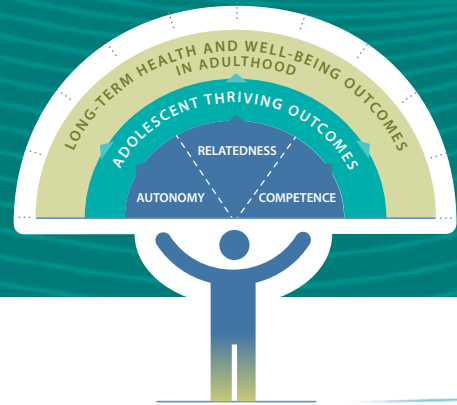 LONG-TERM HEALTH AND WELL-BEING OUTCOMES
IN ADULTHOOD
ADOLESCENT THRIVING OUTCOMES
RELATEDNESS
AUTONOMY
COMPETENCE